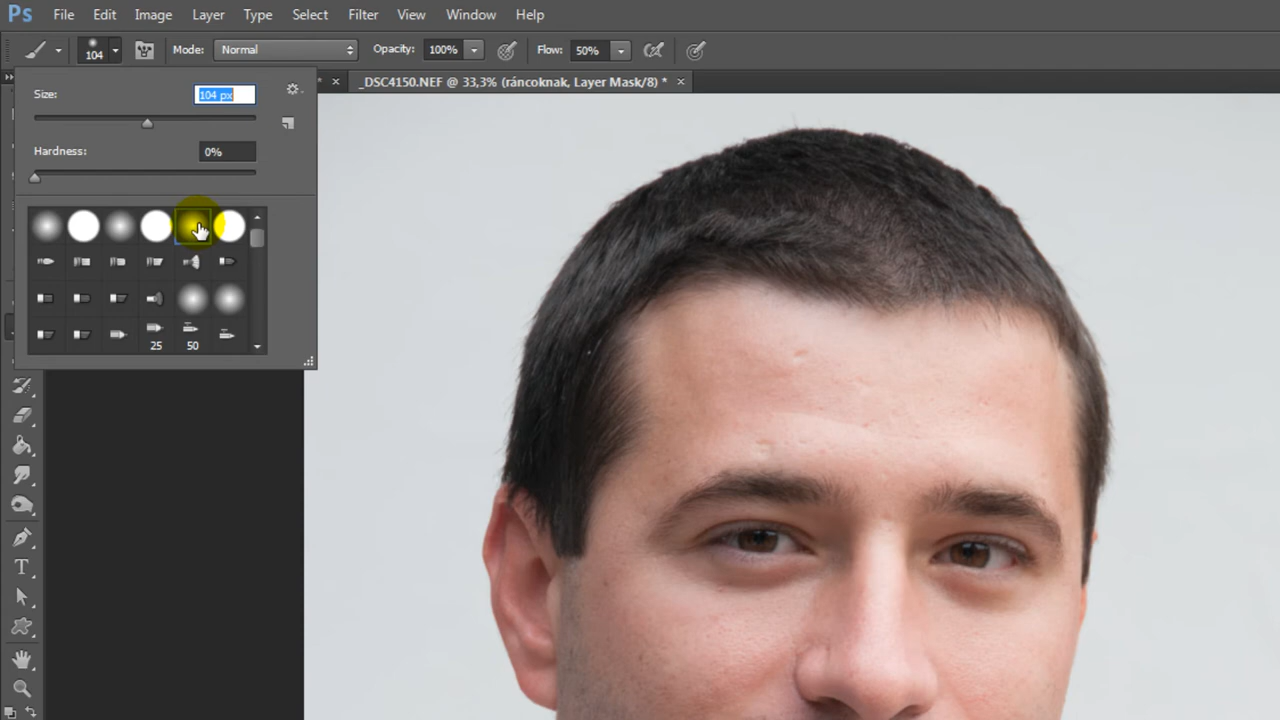 Ps File Edit Image Layer Type Select Filter View Window Help
104 Mode: Normal Opacity: 100% Flow: 50%
_DSC4150.NEF @ 33,3% (ráncoknak, Layer Mask/8) *
Size: 104 px
Hardness: 0%
25 50
T